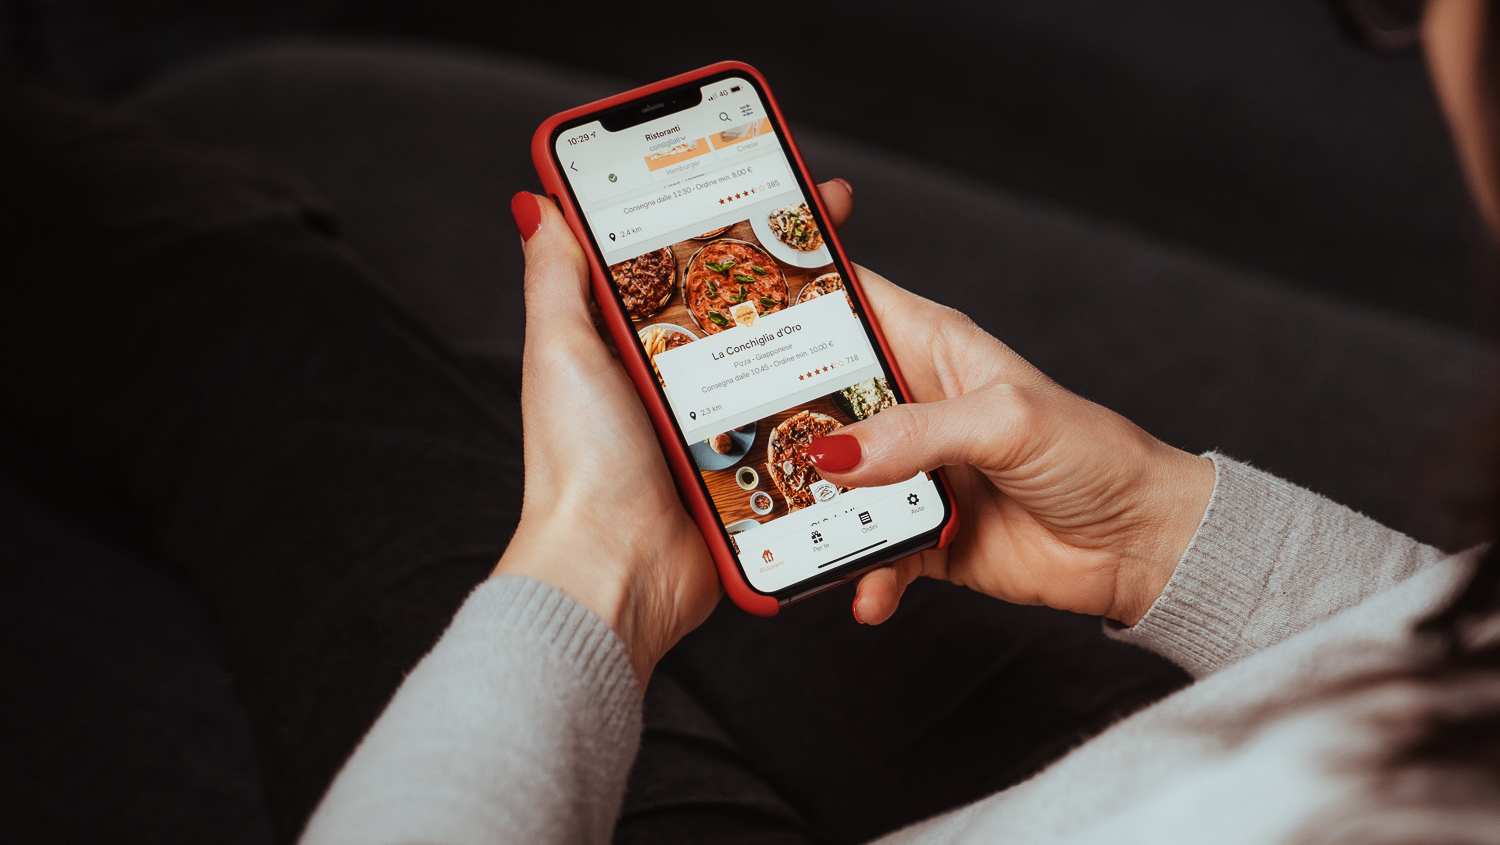 10:29
4G
Ristoranti
consigliati
Hamburger
Cinese
Consegna dalle 12:30 • Ordine min. 8,00 €
385
2,4 km
La Conchiglia d'Oro
Pizza • Giapponese
Consegna dalle 10:45 • Ordine min. 10,00 €
718
2,3 km
Ristoranti
Per te
Ordini
Aiuto